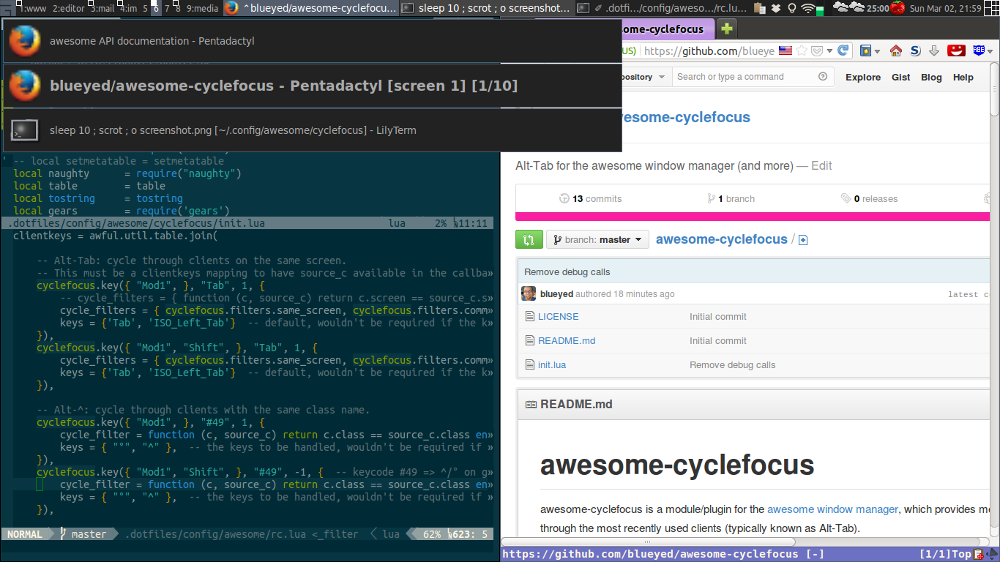 1:www 2:editor 3:mail 4:im 5 6 7 9:media ^blueyed/awesome-cyclefocus sleep 10 ; scrot ; o screenshot... .dotfiles/config/aweso.../rc.lu... 25:00 Sun Mar 02, 21:59
awesome API documentation - Pentadactyl
blueyed/awesome-cyclefocus - Pentadactyl [screen 1] [1/10]
sleep 10 ; scrot ; o screenshot.png [~/.config/awesome/cyclefocus] - LilyTerm
-- local setmetatable = setmetatable
local naughty = require("naughty")
local table = table
local tostring = tostring
local gears = require('gears')
.dotfiles/config/awesome/cyclefocus/init.lua lua 2% 11:11
clientkeys = awful.util.table.join(
-- Alt-Tab: cycle through clients on the same screen.
-- This must be a clientkeys mapping to have source_c available in the callba»
cyclefocus.key({ "Mod1", }, "Tab", 1, {
-- cycle_filters = { function (c, source_c) return c.screen == source_c.s»
cycle_filters = { cyclefocus.filters.same_screen, cyclefocus.filters.comm»
keys = {'Tab', 'ISO_Left_Tab'} -- default, wouldn't be required if the k»
}),
cyclefocus.key({ "Mod1", "Shift", }, "Tab", 1, {
cycle_filters = { cyclefocus.filters.same_screen, cyclefocus.filters.comm»
keys = {'Tab', 'ISO_Left_Tab'} -- default, wouldn't be required if the k»
}),
-- Alt-^: cycle through clients with the same class name.
cyclefocus.key({ "Mod1", }, "#49", 1, {
cycle_filter = function (c, source_c) return c.class == source_c.class en»
keys = { "°", "^" }, -- the keys to be handled, wouldn't be required if »
}),
cyclefocus.key({ "Mod1", "Shift", }, "#49", -1, { -- keycode #49 => ^/° on g»
cycle_filter = function (c, source_c) return c.class == source_c.class en»
keys = { "°", "^" }, -- the keys to be handled, wouldn't be required if »
}),
NORMAL master .dotfiles/config/awesome/rc.lua <_filter lua 62% 623: 5
some-cyclefocus
https://github.com/blueye
pository Search or type a command Explore Gist Blog Help
some-cyclefocus
Alt-Tab for the awesome window manager (and more) — Edit
13 commits 1 branch 0 releases
branch: master awesome-cyclefocus /
Remove debug calls
blueyed authored 18 minutes ago latest c
LICENSE Initial commit
README.md Initial commit
init.lua Remove debug calls
README.md
awesome-cyclefocus
awesome-cyclefocus is a module/plugin for the awesome window manager, which provides me
through the most recently used clients (typically known as Alt-Tab).
https://github.com/blueyed/awesome-cyclefocus [-] [1/1]Top